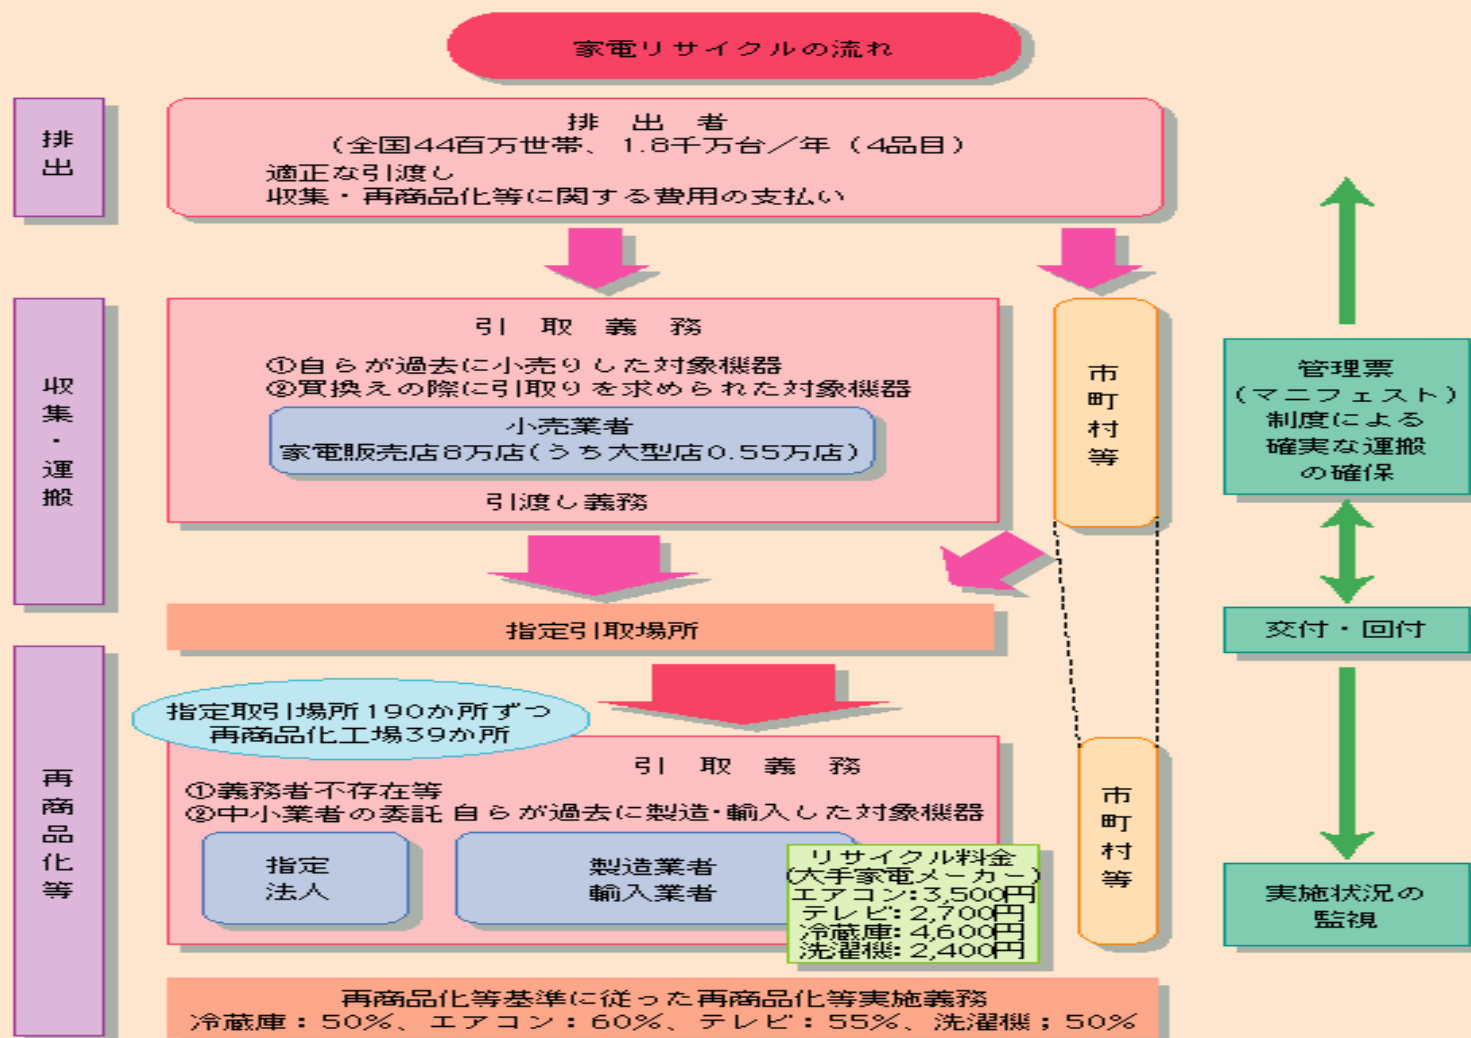 家電リサイクルの流れ
排出
排出者
(全国44百万世帯、1.8千万台／年（4品目)
適正な引渡し
収集・再商品化等に関する費用の支払い
収集・運搬
引取義務
①自らが過去に小売りした対象機器
②買換えの際に引取りを求められた対象機器
小売業者
家電販売店8万店(うち大型店0.55万店)
引渡し義務
市町村等
管理票
(マニフェスト)
制度による
確実な運搬
の確保
指定引取場所
交付・回付
再商品化等
指定取引場所190か所ずつ
再商品化工場39か所
引取義務
①義務者不存在等
②中小業者の委託 自らが過去に製造・輸入した対象機器
指定
法人
製造業者
輸入業者
リサイクル料金
(大手家電メーカー)
エアコン:3,500円
テレビ:2,700円
冷蔵庫:4,600円
洗濯機:2,400円
市町村等
実施状況の
監視
再商品化等基準に従った再商品化等実施義務
冷蔵庫：50%、エアコン：60%、テレビ：55%、洗濯機；50%